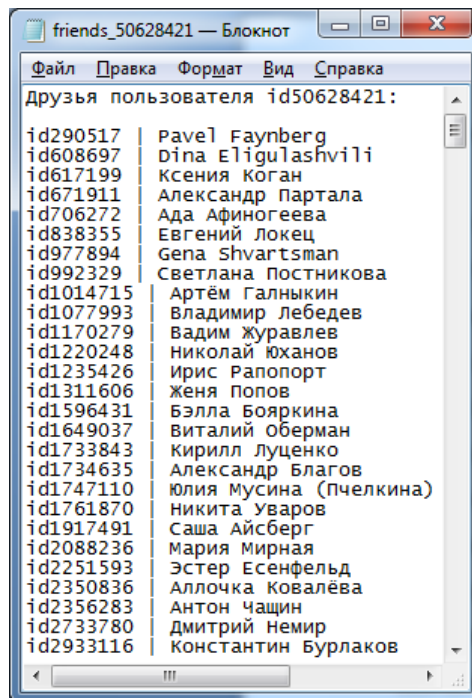 friends_50628421 — Блокнот
Файл Правка Формат Вид Справка
Друзья пользователя id50628421:
id290517 | Pavel Faynberg
id608697 | Dina Eligulashvili
id617199 | Ксения Коган
id671911 | Александр Партала
id706272 | Ада Афиногеева
id838355 | Евгений Локец
id977894 | Gena Shvartsman
id992329 | Светлана Постникова
id1014715 | Артём Галныкин
id1077993 | Владимир Лебедев
id1170279 | Вадим Журавлев
id1220248 | Николай Юханов
id1235426 | Ирис Рапопорт
id1311606 | Женя Попов
id1596431 | Бэлла Бояркина
id1649037 | Виталий Оберман
id1733843 | Кирилл Луценко
id1734635 | Александр Благов
id1747110 | Юлия Мусина (Пчелкина)
id1761870 | Никита Уваров
id1917491 | Саша Айсберг
id2088236 | Мария Мирная
id2251593 | Эстер Есенфельд
id2350836 | Аллочка Ковалёва
id2356283 | Антон Чащин
id2733780 | Дмитрий Немир
id2933116 | Константин Бурлаков